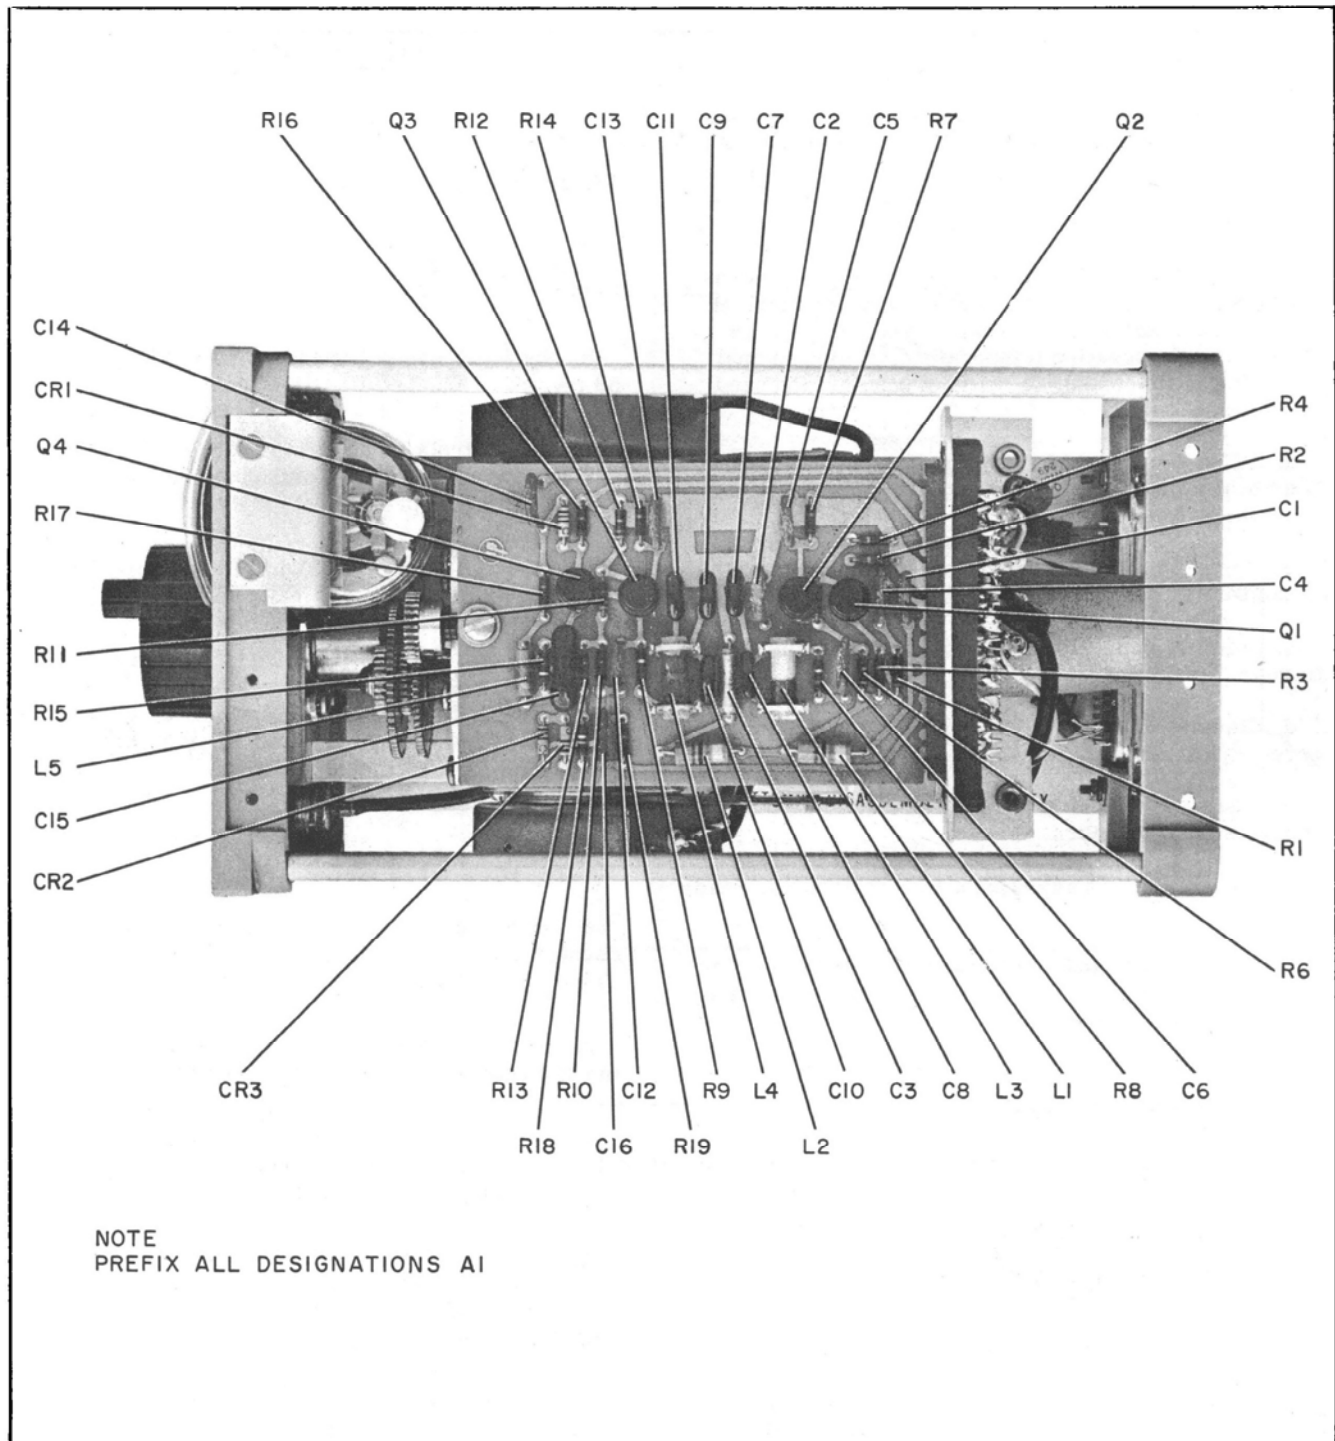 R16 Q3 R12 R14 C13 C11 C9 C7 C2 C5 R7 Q2
C14
CR1
Q4
R17
R11
R15
L5
C15
CR2
R4
R2
C1
C4
Q1
R3
R1
R6
CR3 R13 R10 C12 R9 L4 C10 C3 C8 L3 L1 R8 C6
R18 C16 R19 L2
NOTE
PREFIX ALL DESIGNATIONS A1